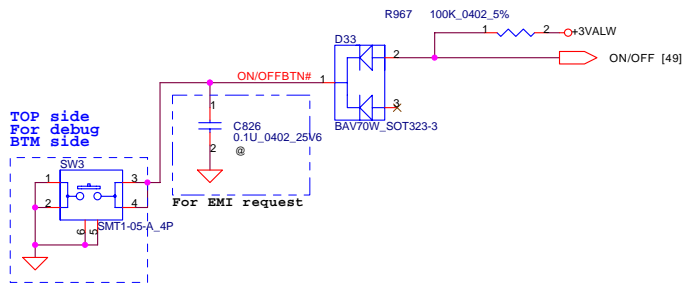 R967 100K_0402_5%
1 2 +3VALW
D33
2 ON/OFF [49]
ON/OFFBTN# 1
3
BAV70W_SOT323-3
1
C826
0.1U_0402_25V6
2 @
For EMI request
TOP side
For debug
BTM side
SW3
1 3
2 4
6 5
SMT1-05-A_4P